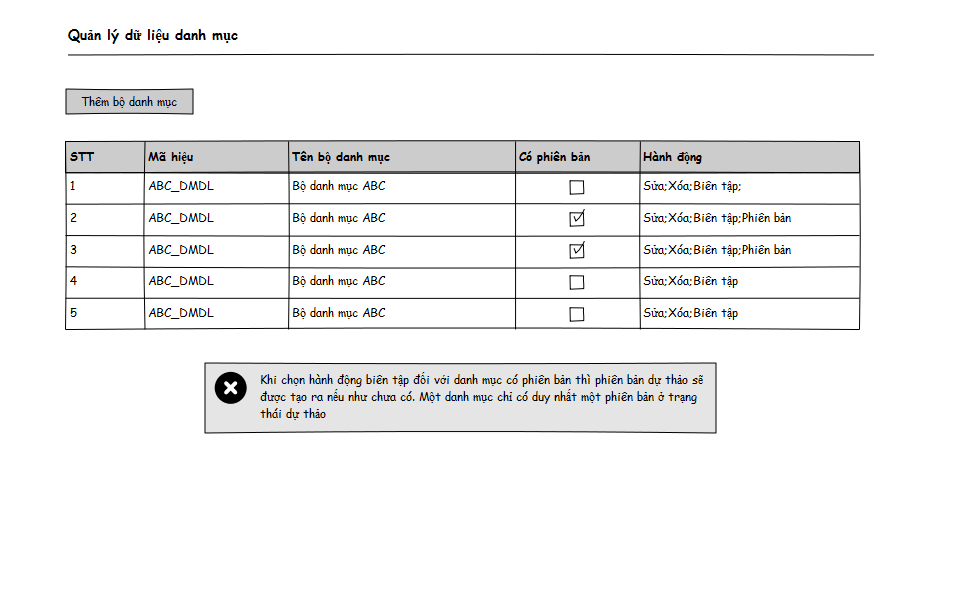 Quản lý dữ liệu danh mục
Thêm bộ danh mục
STT Mã hiệu Tên bộ danh mục Có phiên bản Hành động
1 ABC_DMDL Bộ danh mục ABC Sửa;Xóa;Biên tập;
2 ABC_DMDL Bộ danh mục ABC Sửa;Xóa;Biên tập;Phiên bản
3 ABC_DMDL Bộ danh mục ABC Sửa;Xóa;Biên tập;Phiên bản
4 ABC_DMDL Bộ danh mục ABC Sửa;Xóa;Biên tập
5 ABC_DMDL Bộ danh mục ABC Sửa;Xóa;Biên tập
Khi chọn hành động biên tập đối với danh mục có phiên bản thì phiên bản dự thảo sẽ
được tạo ra nếu như chưa có. Một danh mục chỉ có duy nhất một phiên bản ở trạng
thái dự thảo